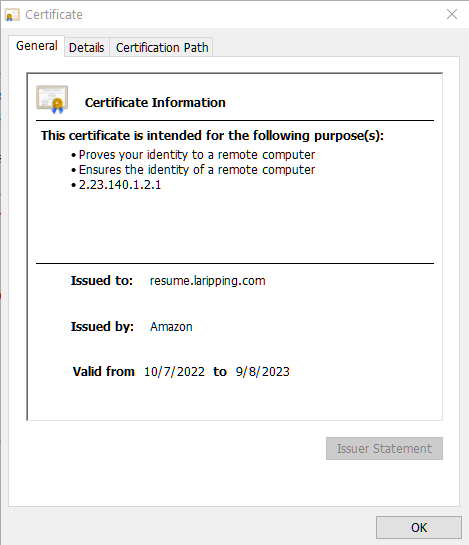 Certificate
General Details Certification Path
Certificate Information
This certificate is intended for the following purpose(s):
• Proves your identity to a remote computer
• Ensures the identity of a remote computer
• 2.23.140.1.2.1
Issued to: resume.laripping.com
Issued by: Amazon
Valid from 10/7/2022 to 9/8/2023
Issuer Statement
OK